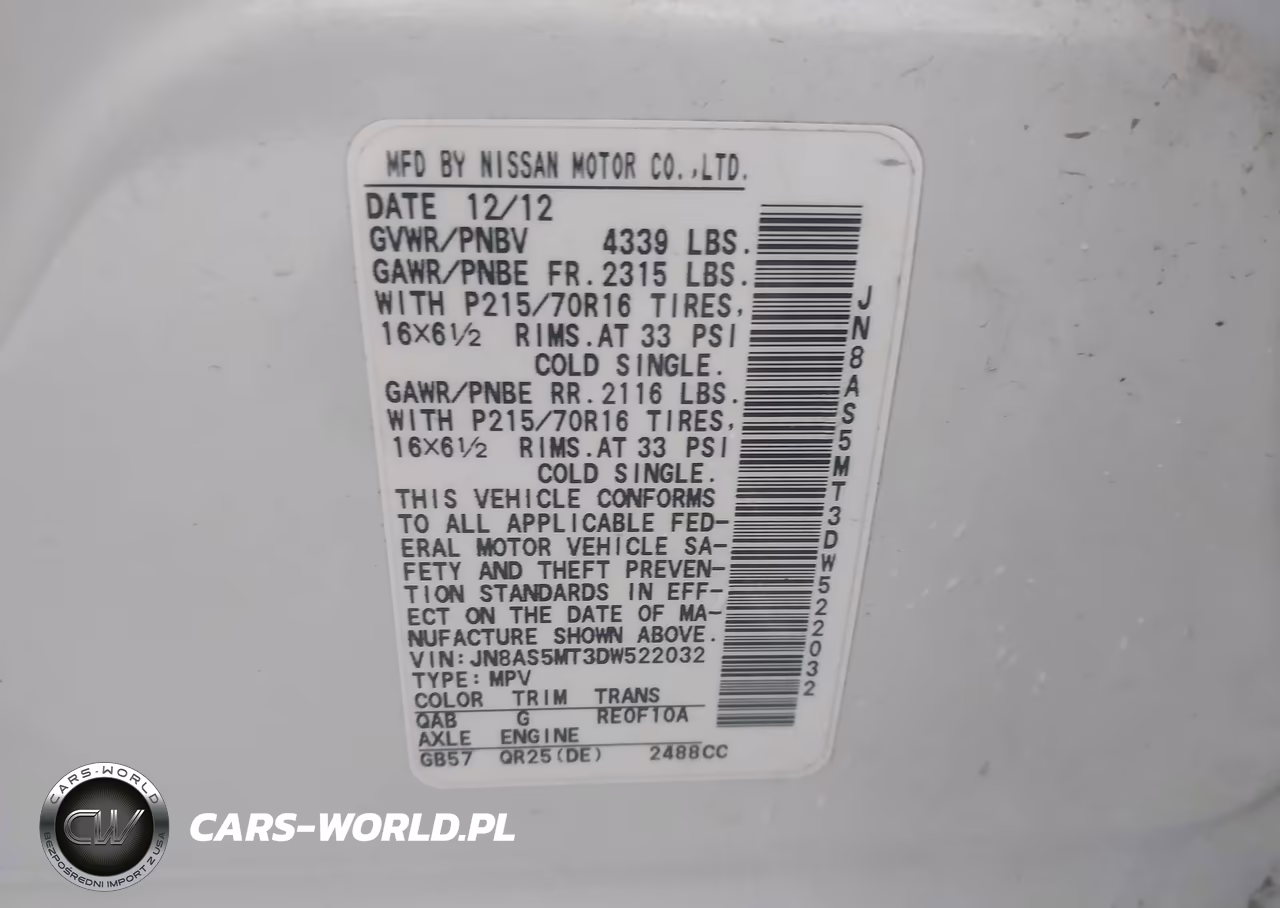 MFD BY NISSAN MOTOR CO.,LTD.
DATE 12/12
GVWR/PNBV 4339 LBS.
GAWR/PNBE FR. 2315 LBS.
WITH P215/70R16 TIRES,
16×6½ RIMS. AT 33 PSI
COLD SINGLE.
GAWR/PNBE RR. 2116 LBS.
WITH P215/70R16 TIRES,
16×6½ RIMS. AT 33 PSI
COLD SINGLE.
THIS VEHICLE CONFORMS
TO ALL APPLICABLE FED-
ERAL MOTOR VEHICLE SA-
FETY AND THEFT PREVEN-
TION STANDARDS IN EFF-
ECT ON THE DATE OF MA-
NUFACTURE SHOWN ABOVE.
VIN: JN8AS5MT3DW522032
TYPE: MPV
COLOR TRIM TRANS
QAB G RE0F10A
AXLE ENGINE
GB57 QR25(DE) 2488CC
JN8AS5MT3DW522032
CARS-WORLD
CW
BEZPOŚREDNI IMPORT Z USA
CARS-WORLD.PL